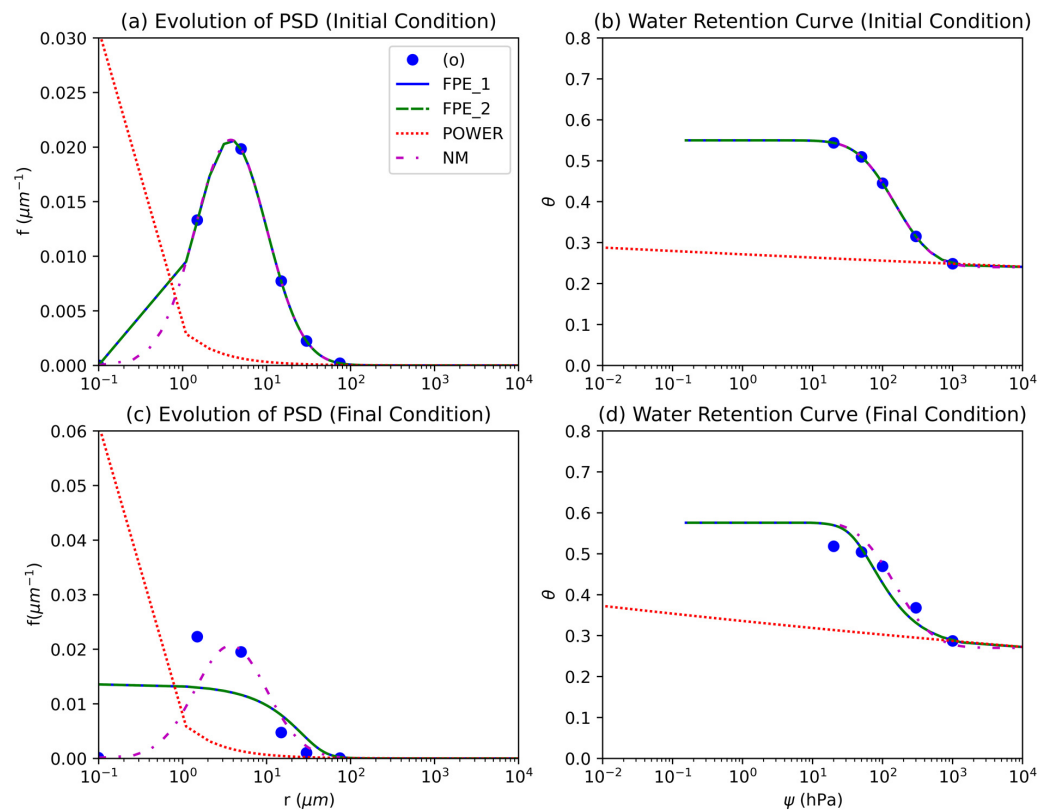 (a) Evolution of PSD (Initial Condition)
0.030
0.025
0.020
0.015
0.010
0.005
0.000
f (μm⁻¹)
(o)
FPE_1
FPE_2
POWER
NM
10⁻¹ 10⁰ 10¹ 10² 10³ 10⁴
(b) Water Retention Curve (Initial Condition)
0.8
0.7
0.6
0.5
0.4
0.3
0.2
0.1
0.0
θ
10⁻² 10⁻¹ 10⁰ 10¹ 10² 10³ 10⁴
(c) Evolution of PSD (Final Condition)
0.06
0.05
0.04
0.03
0.02
0.01
0.00
f(μm⁻¹)
10⁻¹ 10⁰ 10¹ 10² 10³ 10⁴
r (μm)
(d) Water Retention Curve (Final Condition)
0.8
0.7
0.6
0.5
0.4
0.3
0.2
0.1
0.0
θ
10⁻² 10⁻¹ 10⁰ 10¹ 10² 10³ 10⁴
ψ (hPa)